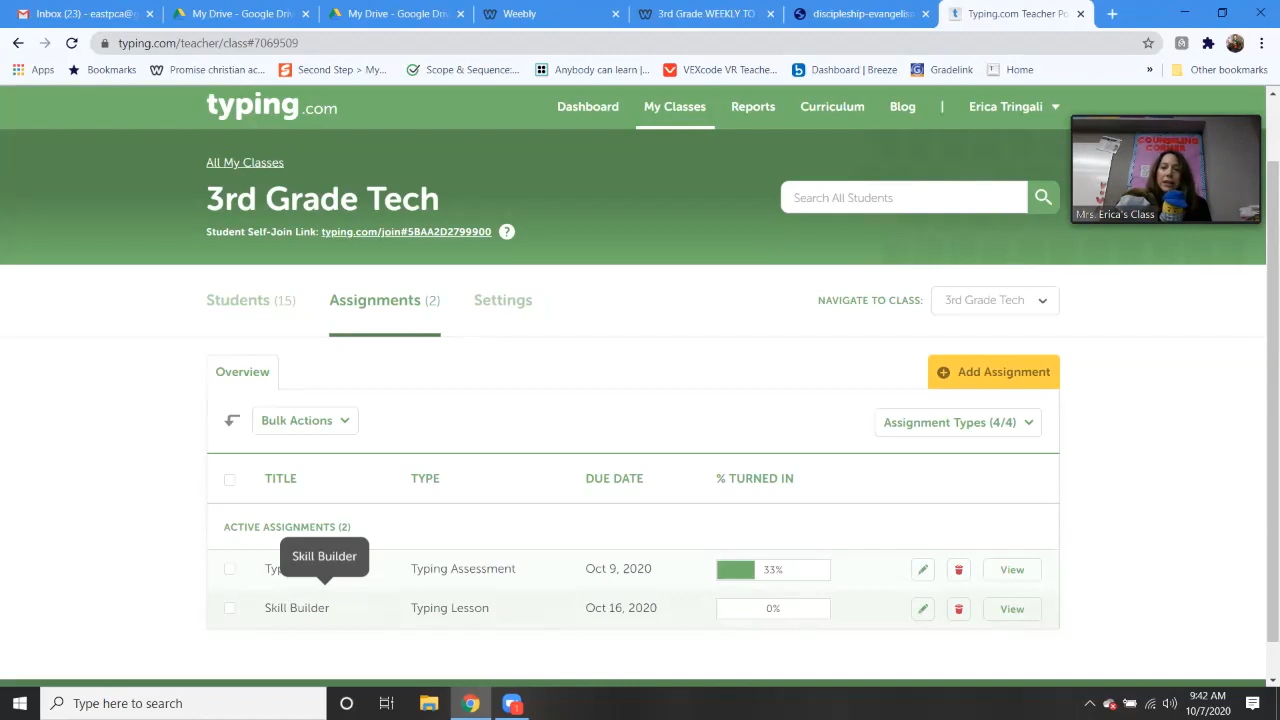 Inbox (23) - eastpca@g
My Drive - Google Driv
My Drive - Google Driv
Weebly
3rd Grade WEEKLY TO
discipleship-evangelis
Typing.com Teacher Po
typing.com/teacher/class#7069509
Apps
Bookmarks
Promise christian ac...
Second Step > My...
Scope & Sequence:...
Anybody can learn |...
VEXcode VR Teache...
Dashboard | Breeze
Gradelink
Home
»
Other bookmarks
typing.com
Dashboard
My Classes
Reports
Curriculum
Blog
|
Erica Tringali
COUNSELING
CORNER
Mrs. Erica's Class
All My Classes
3rd Grade Tech
Search All Students
Student Self-Join Link: typing.com/join#5BAA2D2799900 ?
Students (15)
Assignments (2)
Settings
NAVIGATE TO CLASS:
3rd Grade Tech
Overview
Add Assignment
Bulk Actions
Assignment Types (4/4)
TITLE TYPE DUE DATE % TURNED IN
ACTIVE ASSIGNMENTS (2)
Skill Builder
Typ Typing Assessment Oct 9, 2020 33% View
Skill Builder Typing Lesson Oct 16, 2020 0% View
Type here to search
9:42 AM
10/7/2020